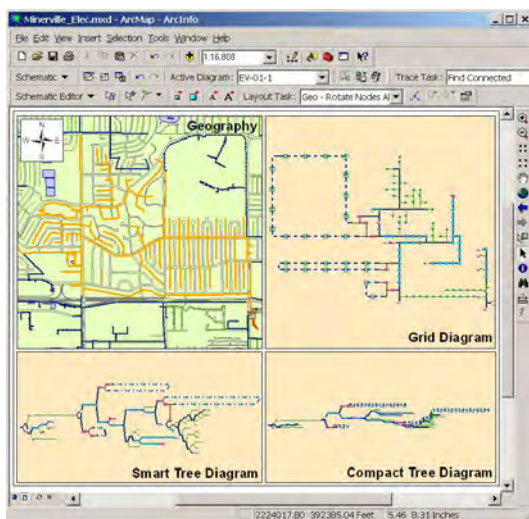 Minerville_Elec.mxd - ArcMap - ArcInfo
File Edit View Insert Selection Tools Window Help
1:16,808
Schematic Active Diagram: EV-01-1 Trace Task: Find Connected
Schematic Editor Layout Task: Geo - Rotate Nodes Al
Geography
N
W E
S
Grid Diagram
Smart Tree Diagram
Compact Tree Diagram
2224017.80 392385.04 Feet 5.46 8.31 Inches